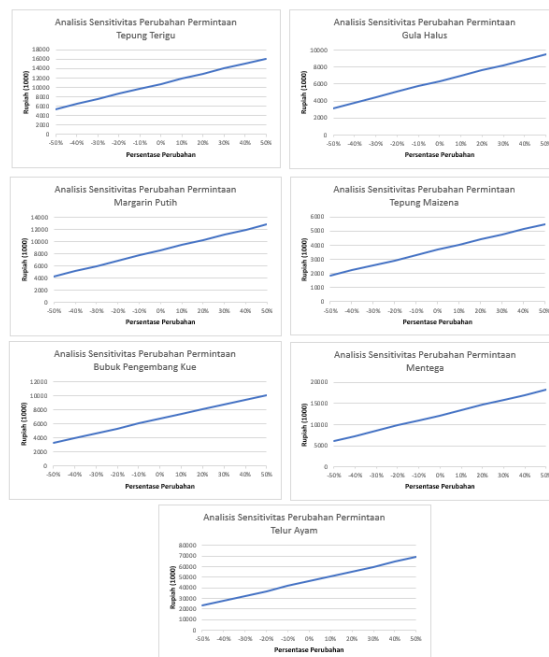 Analisis Sensitivitas Perubahan Permintaan
Tepung Terigu
Rupiah (1000)
18000
16000
14000
12000
10000
8000
6000
4000
2000
0
-50% -40% -30% -20% -10% 0% 10% 20% 30% 40% 50%
Persentase Perubahan
Analisis Sensitivitas Perubahan Permintaan
Gula Halus
Rupiah (1000)
10000
8000
6000
4000
2000
0
-50% -40% -30% -20% -10% 0% 10% 20% 30% 40% 50%
Persentase Perubahan
Analisis Sensitivitas Perubahan Permintaan
Margarin Putih
Rupiah (1000)
14000
12000
10000
8000
6000
4000
2000
0
-50% -40% -30% -20% -10% 0% 10% 20% 30% 40% 50%
Persentase Perubahan
Analisis Sensitivitas Perubahan Permintaan
Tepung Maizena
Rupiah (1000)
6000
5000
4000
3000
2000
1000
0
-50% -40% -30% -20% -10% 0% 10% 20% 30% 40% 50%
Persentase Perubahan
Analisis Sensitivitas Perubahan Permintaan
Bubuk Pengembang Kue
Rupiah (1000)
12000
10000
8000
6000
4000
2000
0
-50% -40% -30% -20% -10% 0% 10% 20% 30% 40% 50%
Persentase Perubahan
Analisis Sensitivitas Perubahan Permintaan
Mentega
Rupiah (1000)
20000
15000
10000
5000
0
-50% -40% -30% -20% -10% 0% 10% 20% 30% 40% 50%
Persentase Perubahan
Analisis Sensitivitas Perubahan Permintaan
Telur Ayam
Rupiah (1000)
80000
70000
60000
50000
40000
30000
20000
10000
0
-50% -40% -30% -20% -10% 0% 10% 20% 30% 40% 50%
Persentase Perubahan